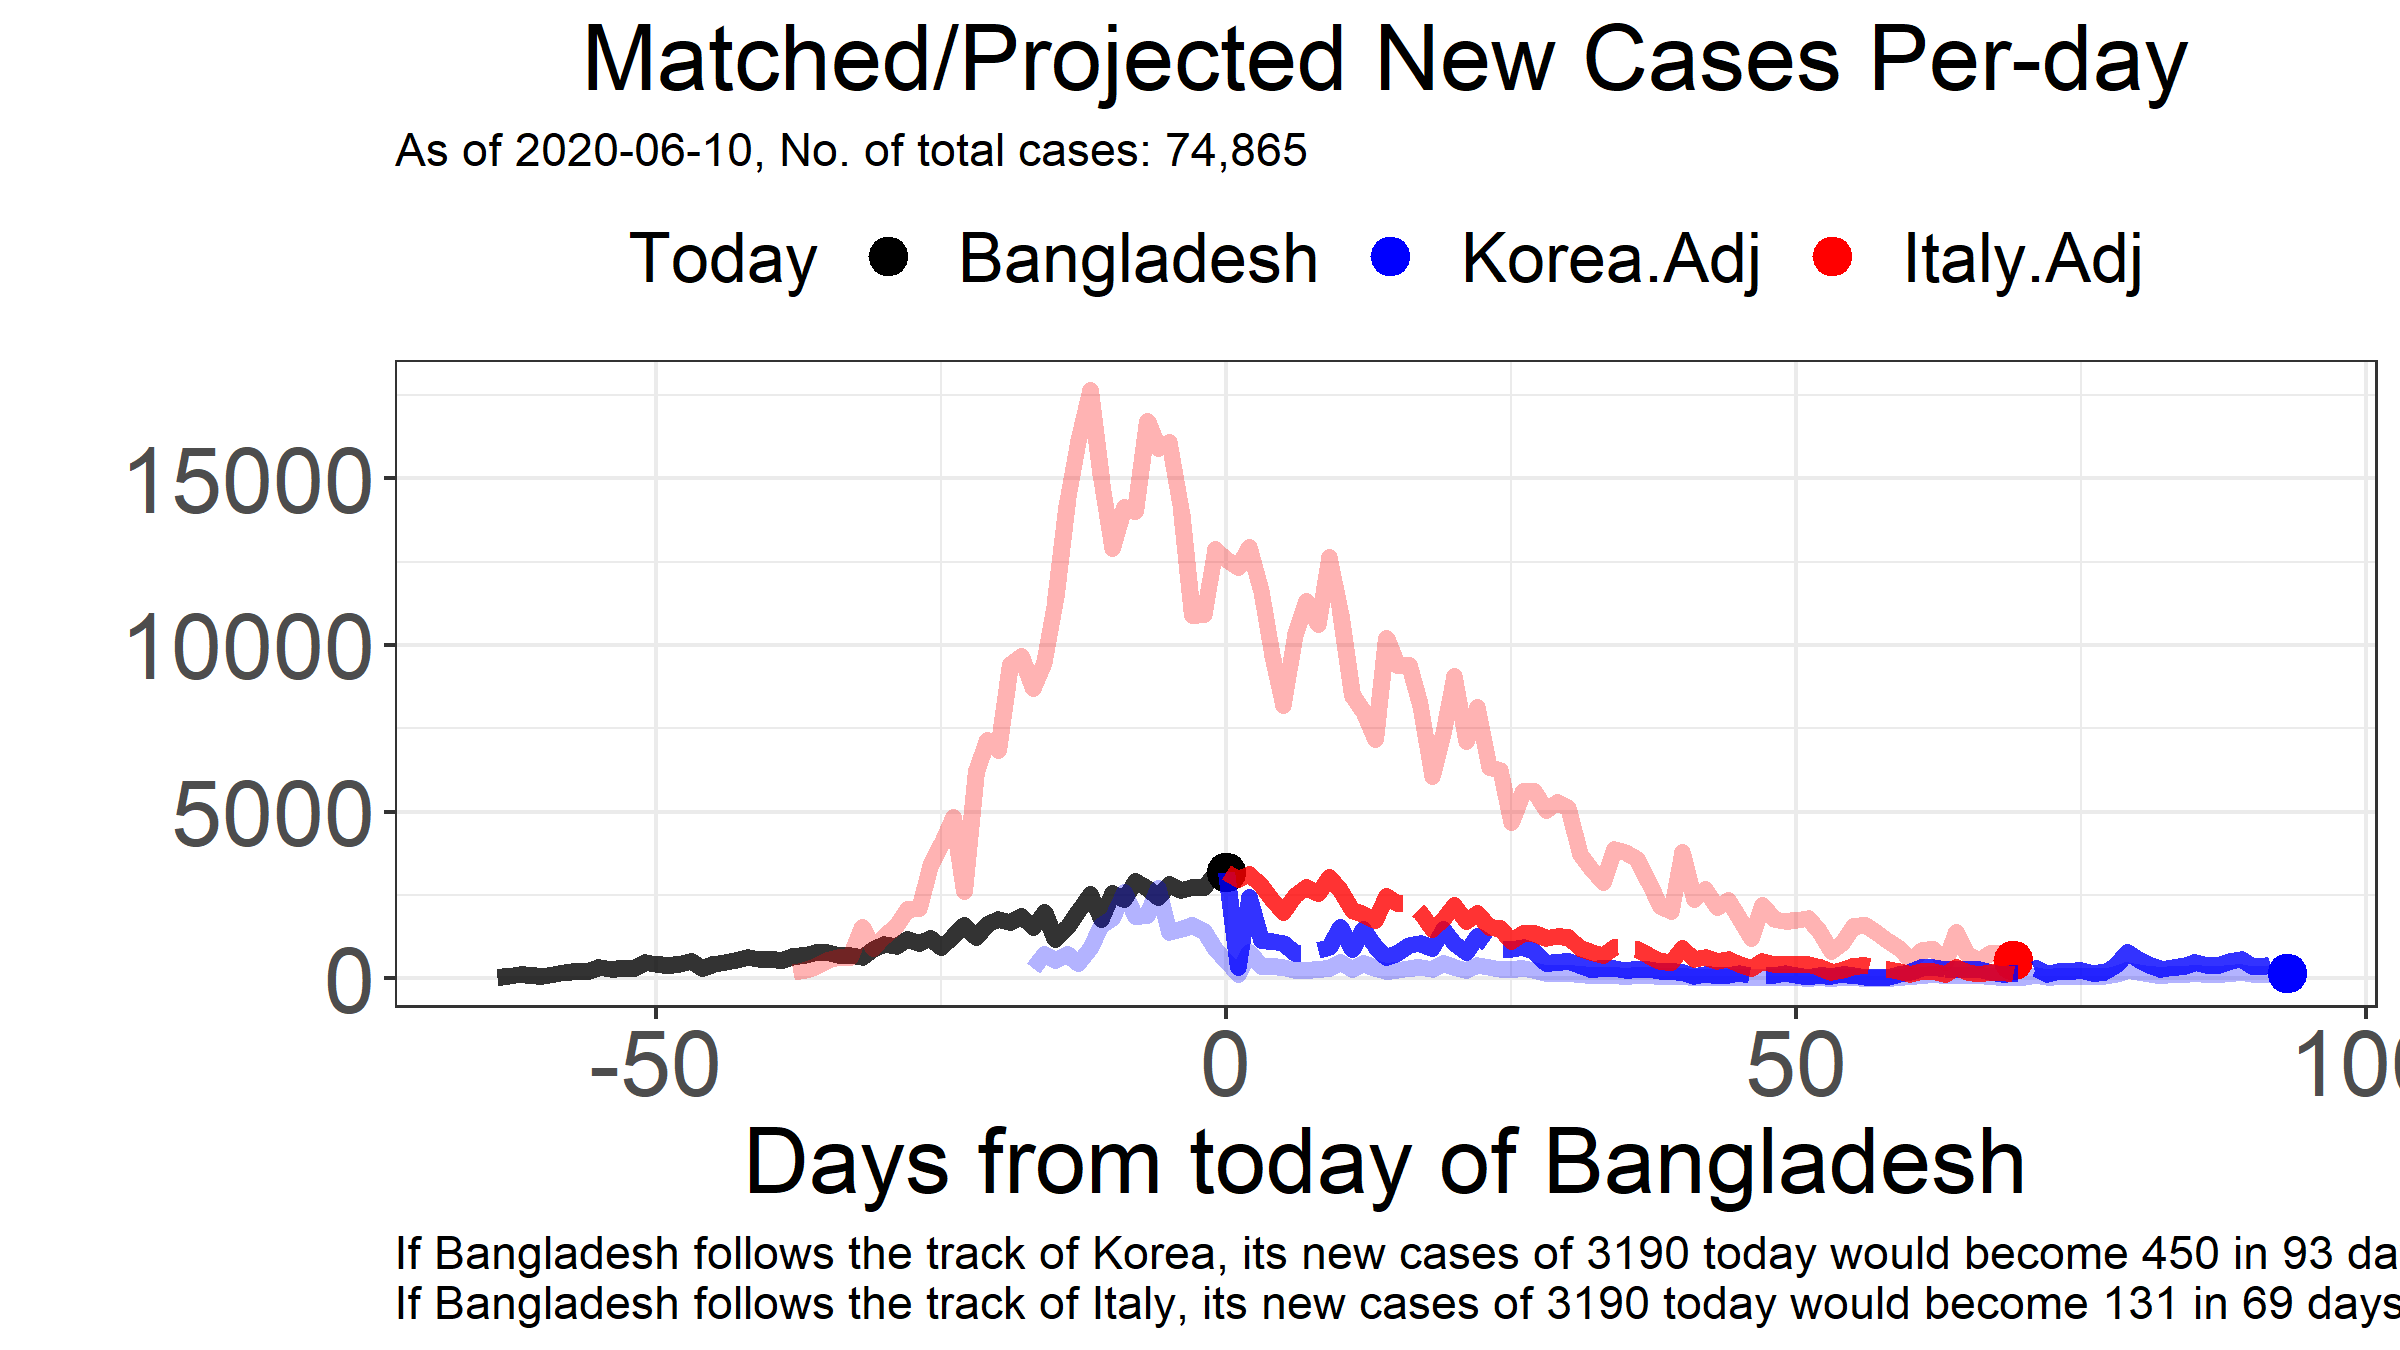 Matched/Projected New Cases Per-day
As of 2020-06-10, No. of total cases: 74,865
Today Bangladesh Korea.Adj Italy.Adj
15000
10000
5000
0
-50 0 50 100
Days from today of Bangladesh
If Bangladesh follows the track of Korea, its new cases of 3190 today would become 450 in 93 da
If Bangladesh follows the track of Italy, its new cases of 3190 today would become 131 in 69 days